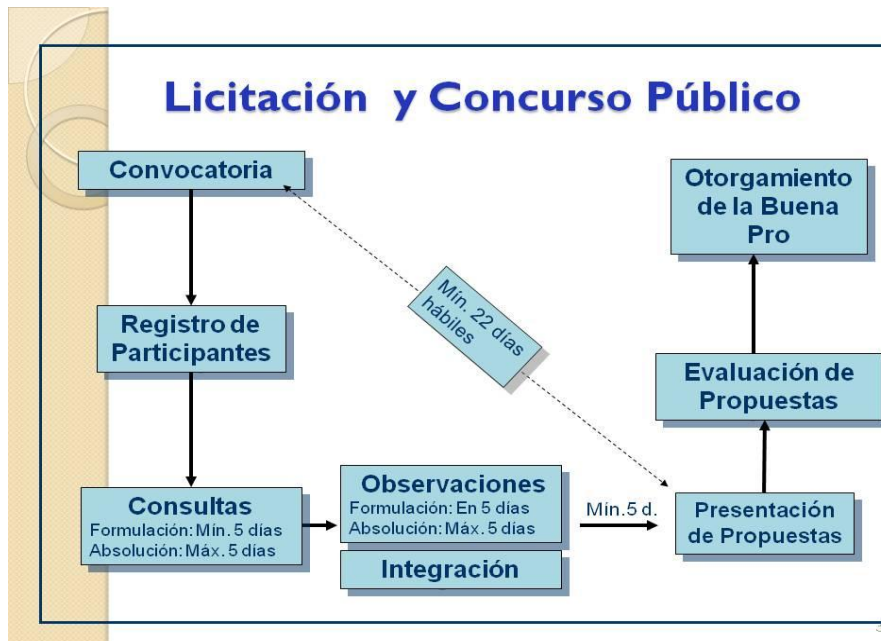 Licitación y Concurso Público
Convocatoria
Registro de
Participantes
Consultas
Formulación: Mín. 5 días
Absolución: Máx. 5 días
Observaciones
Formulación: En 5 días
Absolución: Máx. 5 días
Integración
Mín. 5 d.
Mín. 22 días
hábiles
Presentación
de Propuestas
Evaluación de
Propuestas
Otorgamiento
de la Buena
Pro